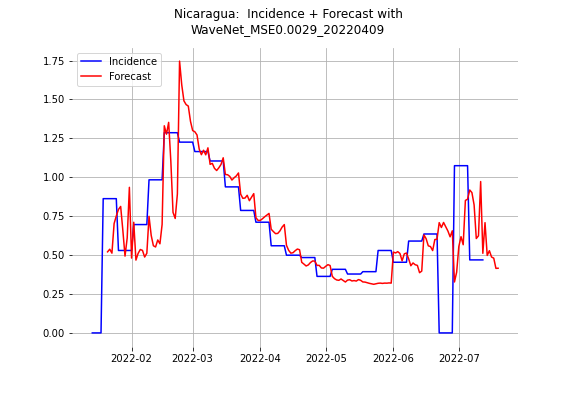 Nicaragua:  Incidence + Forecast with
WaveNet_MSE0.0029_20220409
Incidence
Forecast
1.75
1.50
1.25
1.00
0.75
0.50
0.25
0.00
2022-02 2022-03 2022-04 2022-05 2022-06 2022-07